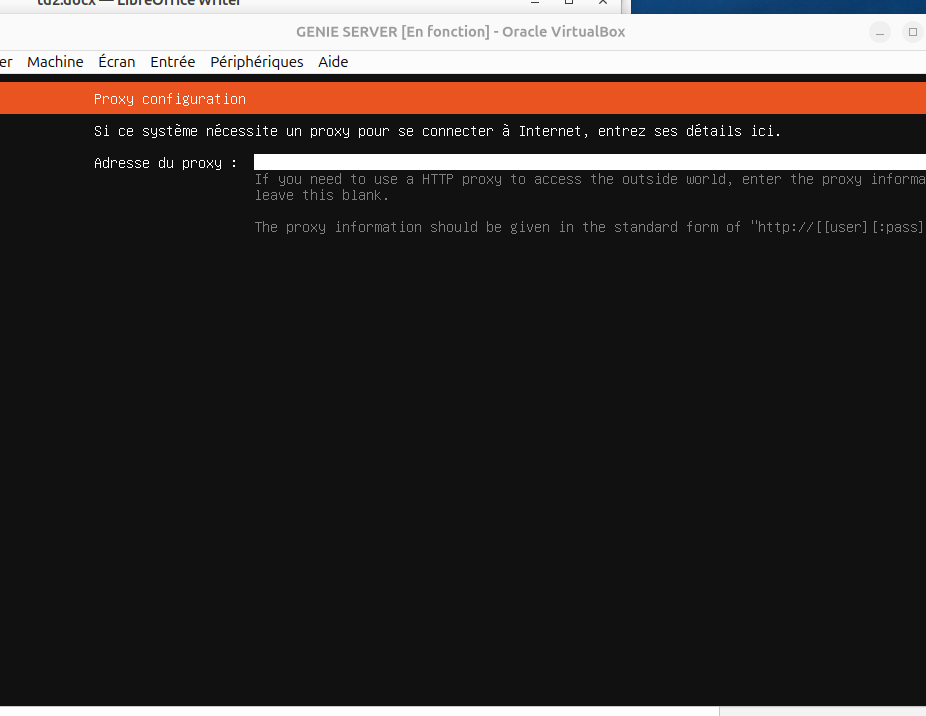 td2.docx — LibreOffice Writer
GENIE SERVER [En fonction] - Oracle VirtualBox
er Machine Écran Entrée Périphériques Aide
Proxy configuration
Si ce système nécessite un proxy pour se connecter à Internet, entrez ses détails ici.
Adresse du proxy :
If you need to use a HTTP proxy to access the outside world, enter the proxy informa
leave this blank.
The proxy information should be given in the standard form of "http://[[user][:pass]